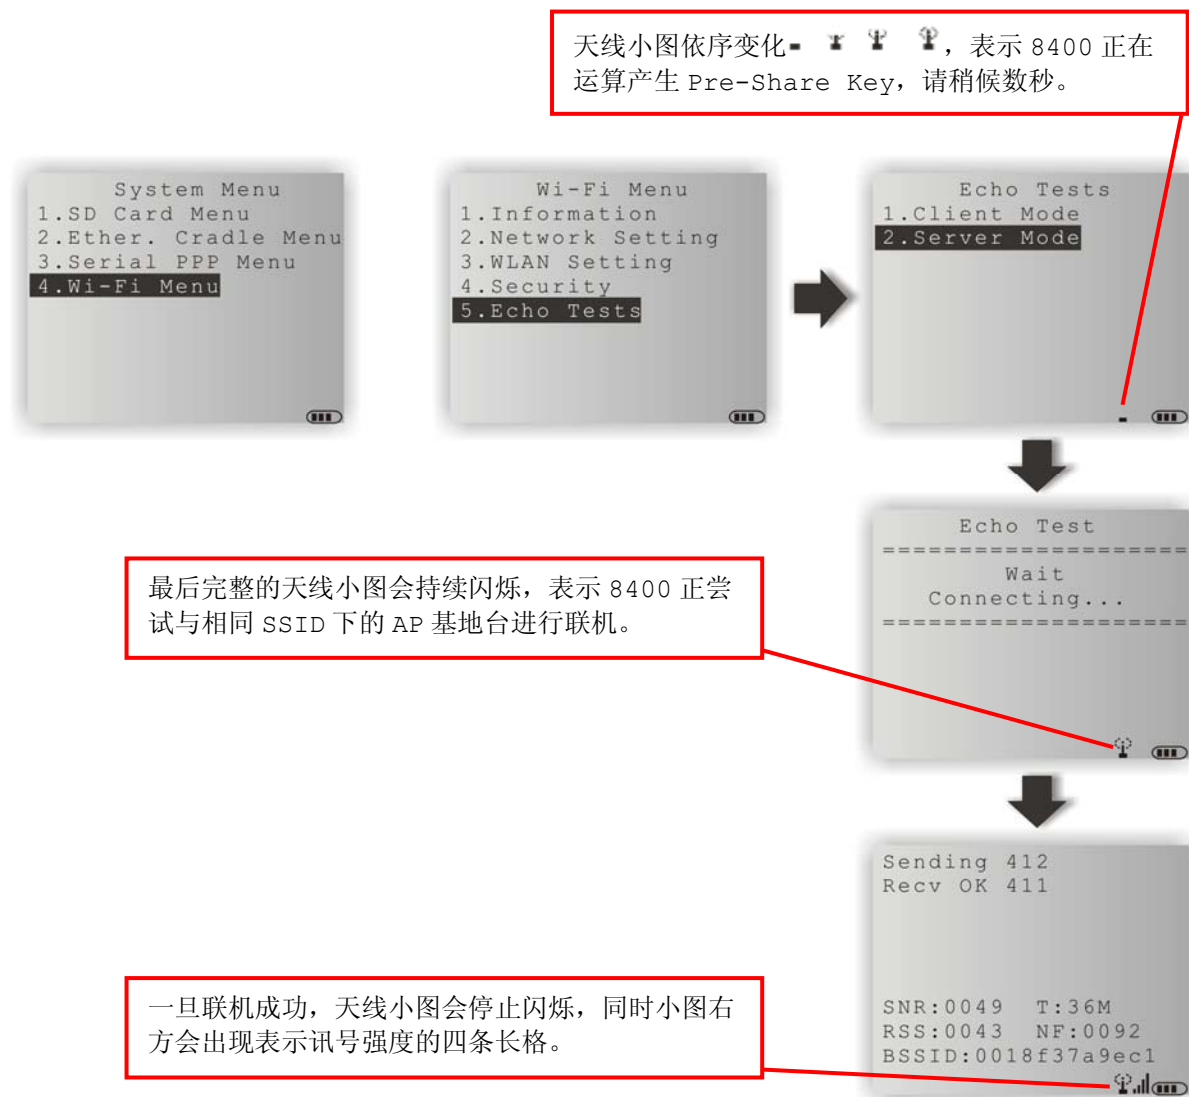 天线小图依序变化，表示 8400 正在
运算产生 Pre-Share Key，请稍候数秒。
System Menu
1.SD Card Menu
2.Ether. Cradle Menu
3.Serial PPP Menu
4.Wi-Fi Menu
Wi-Fi Menu
1.Information
2.Network Setting
3.WLAN Setting
4.Security
5.Echo Tests
Echo Tests
1.Client Mode
2.Server Mode
Echo Test
====================
Wait
Connecting...
====================
最后完整的天线小图会持续闪烁，表示 8400 正尝
试与相同 SSID 下的 AP 基地台进行联机。
Sending 412
Recv OK 411
SNR:0049 T:36M
RSS:0043 NF:0092
BSSID:0018f37a9ec1
一旦联机成功，天线小图会停止闪烁，同时小图右
方会出现表示讯号强度的四条长格。